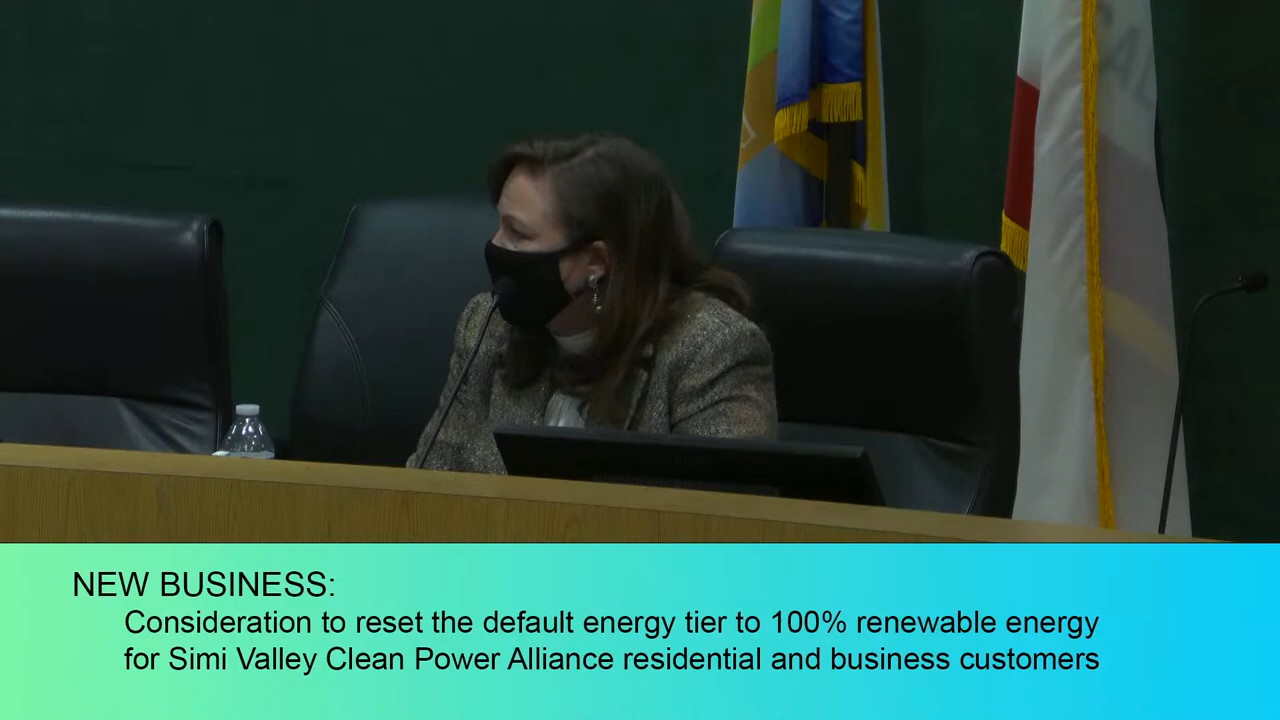 NEW BUSINESS:
Consideration to reset the default energy tier to 100% renewable energy
for Simi Valley Clean Power Alliance residential and business customers